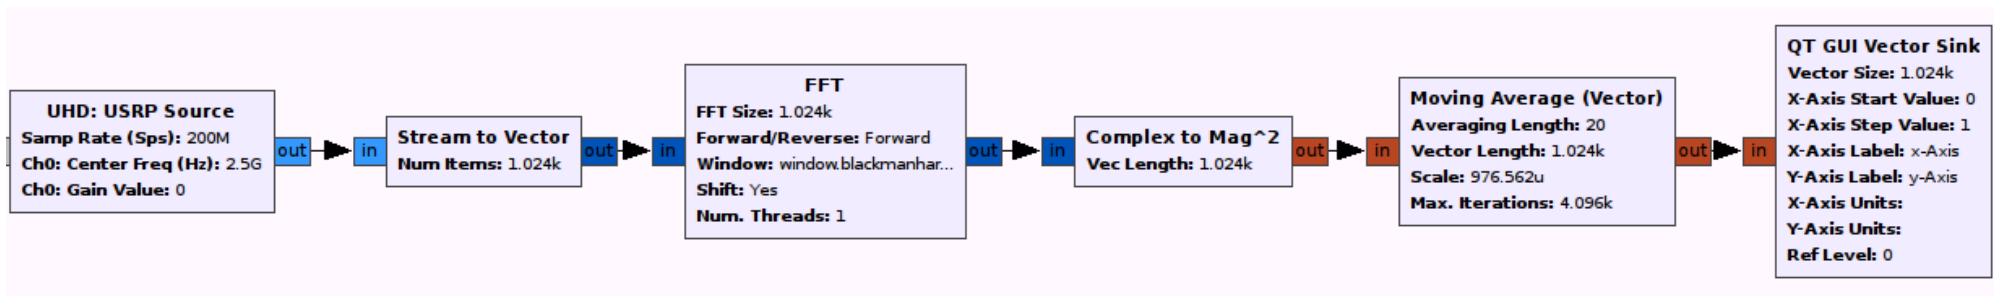 UHD: USRP Source
Samp Rate (Sps): 200M
Ch0: Center Freq (Hz): 2.5G
Ch0: Gain Value: 0
out
in
Stream to Vector
Num Items: 1.024k
out
in
FFT
FFT Size: 1.024k
Forward/Reverse: Forward
Window: window.blackmanhar...
Shift: Yes
Num. Threads: 1
out
in
Complex to Mag^2
Vec Length: 1.024k
out
in
Moving Average (Vector)
Averaging Length: 20
Vector Length: 1.024k
Scale: 976.562u
Max. Iterations: 4.096k
out
in
QT GUI Vector Sink
Vector Size: 1.024k
X-Axis Start Value: 0
X-Axis Step Value: 1
X-Axis Label: x-Axis
Y-Axis Label: y-Axis
X-Axis Units:
Y-Axis Units:
Ref Level: 0